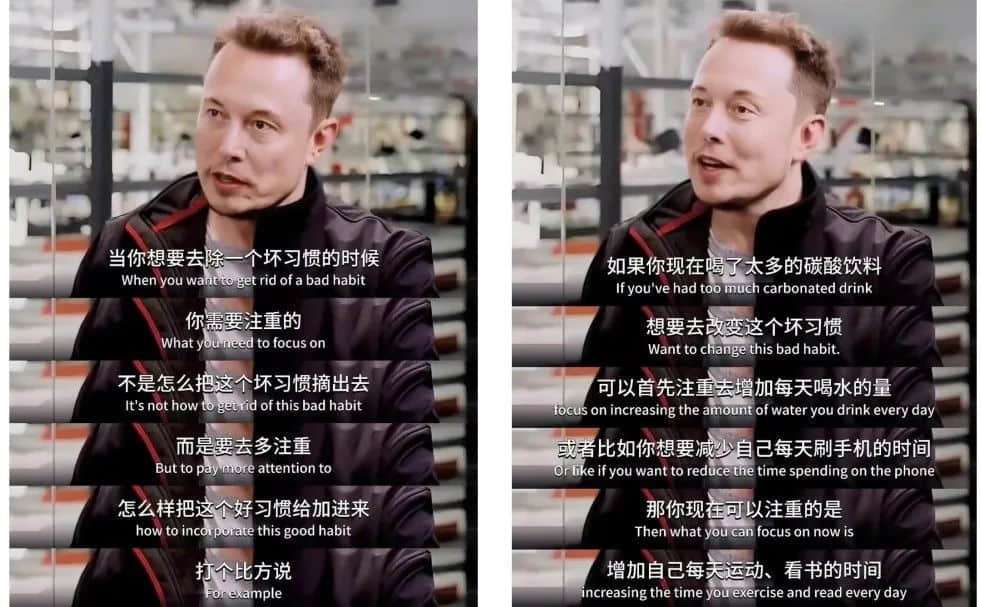 当你想要去除一个坏习惯的时候
When you want to get rid of a bad habit
你需要注重的
What you need to focus on
不是怎么把这个坏习惯摘出去
It's not how to get rid of this bad habit
而是要去多注重
But to pay more attention to
怎么样把这个好习惯给加进来
how to incorporate this good habit
打个比方说
For example
如果你现在喝了太多的碳酸饮料
If you've had too much carbonated drink
想要去改变这个坏习惯
Want to change this bad habit.
可以首先注重去增加每天喝水的量
focus on increasing the amount of water you drink every day
或者比如你想要减少自己每天刷手机的时间
Or like if you want to reduce the time spending on the phone
那你现在可以注重的是
Then what you can focus on now is
增加自己每天运动、看书的时间
increasing the time you exercise and read every day